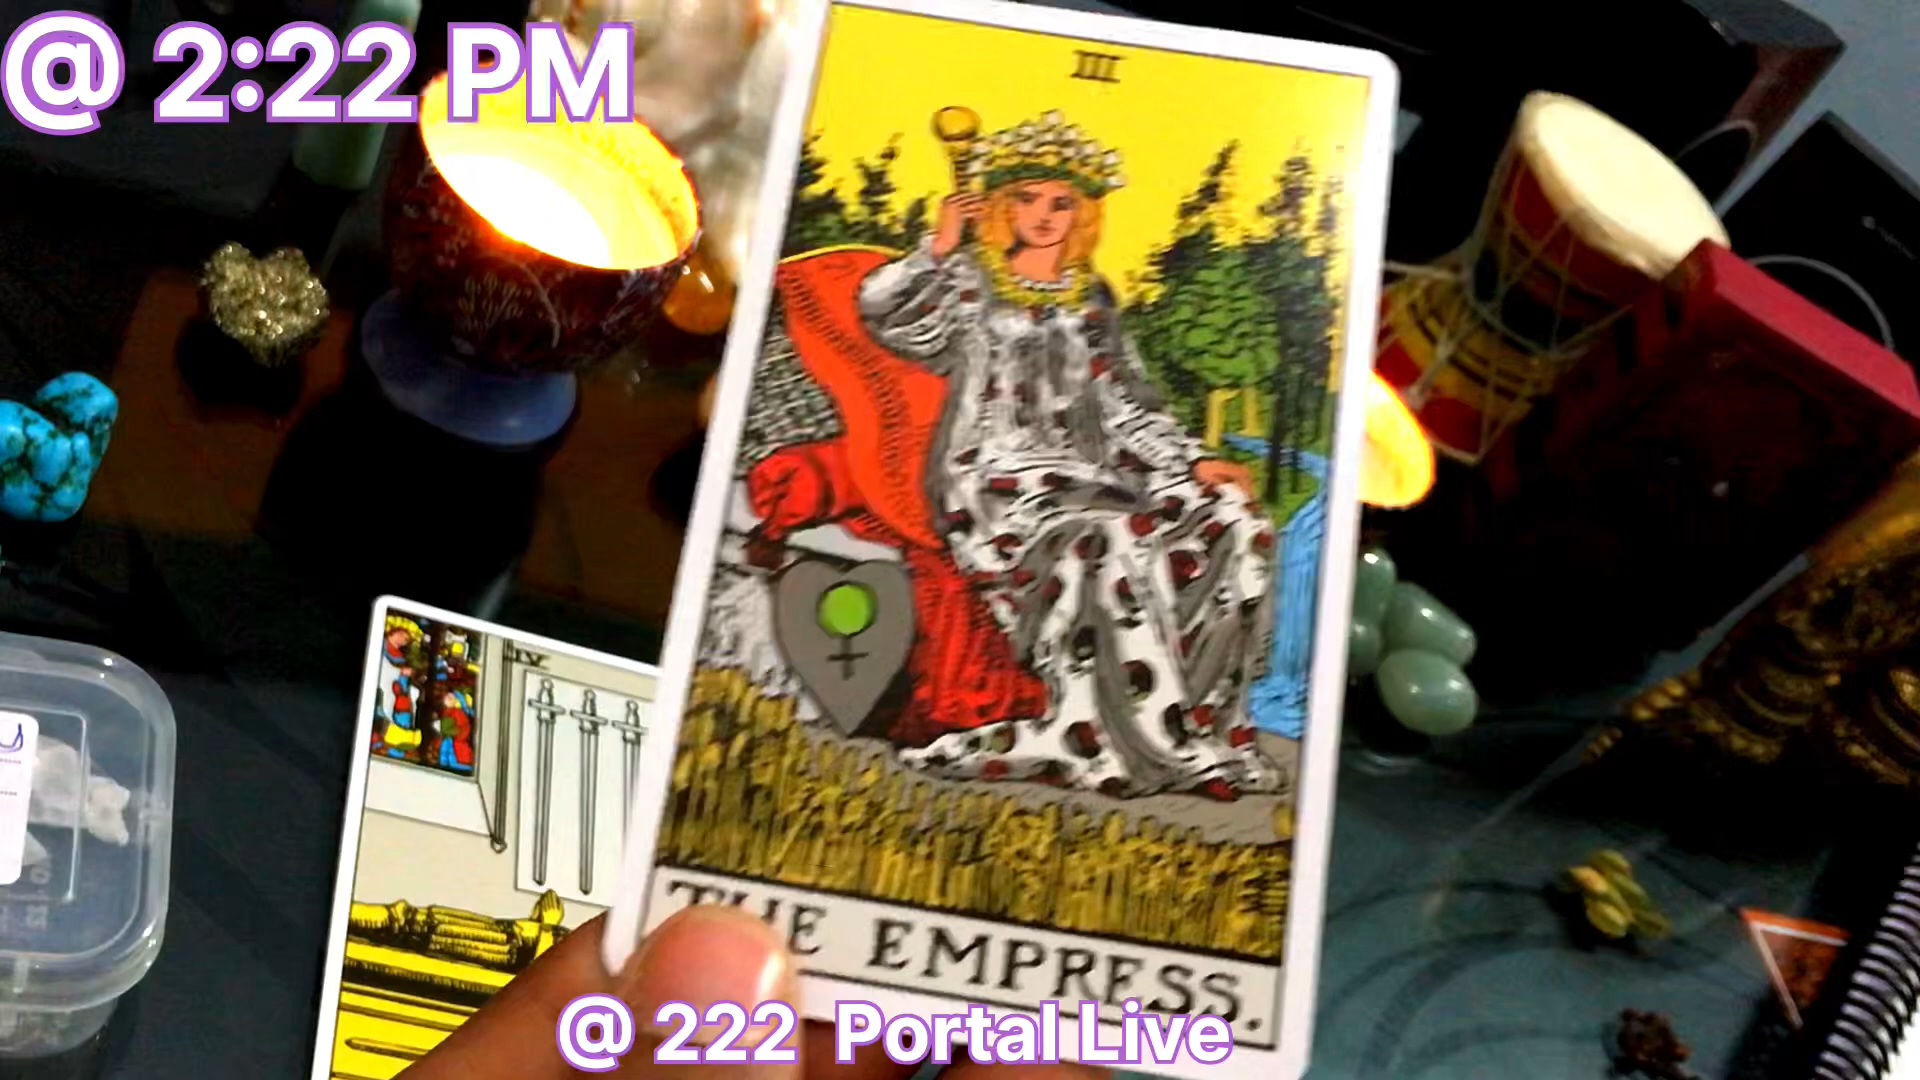 @ 2:22 PM
III
IV
THE EMPRESS.
@ 222 Portal Live